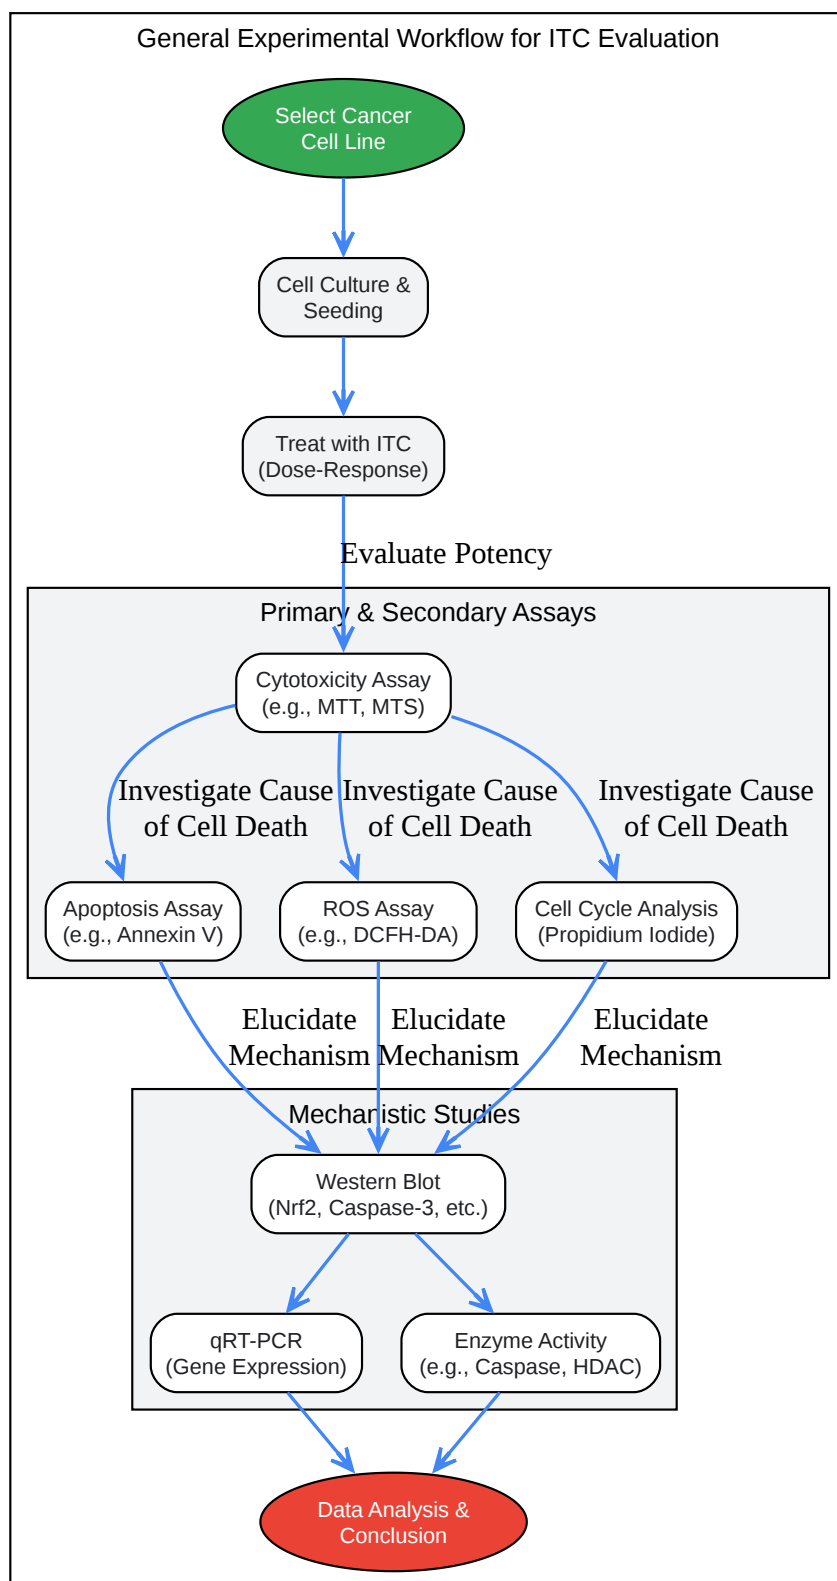 General Experimental Workflow for ITC Evaluation
Select Cancer
Cell Line
Cell Culture &
Seeding
Treat with ITC
(Dose-Response)
Evaluate Potency
Primary & Secondary Assays
Cytotoxicity Assay
(e.g., MTT, MTS)
Investigate Cause
of Cell Death
Investigate Cause
of Cell Death
Investigate Cause
of Cell Death
Apoptosis Assay
(e.g., Annexin V)
ROS Assay
(e.g., DCFH-DA)
Cell Cycle Analysis
(Propidium Iodide)
Elucidate
Mechanism
Elucidate
Mechanism
Elucidate
Mechanism
Mechanistic Studies
Western Blot
(Nrf2, Caspase-3, etc.)
qRT-PCR
(Gene Expression)
Enzyme Activity
(e.g., Caspase, HDAC)
Data Analysis &
Conclusion